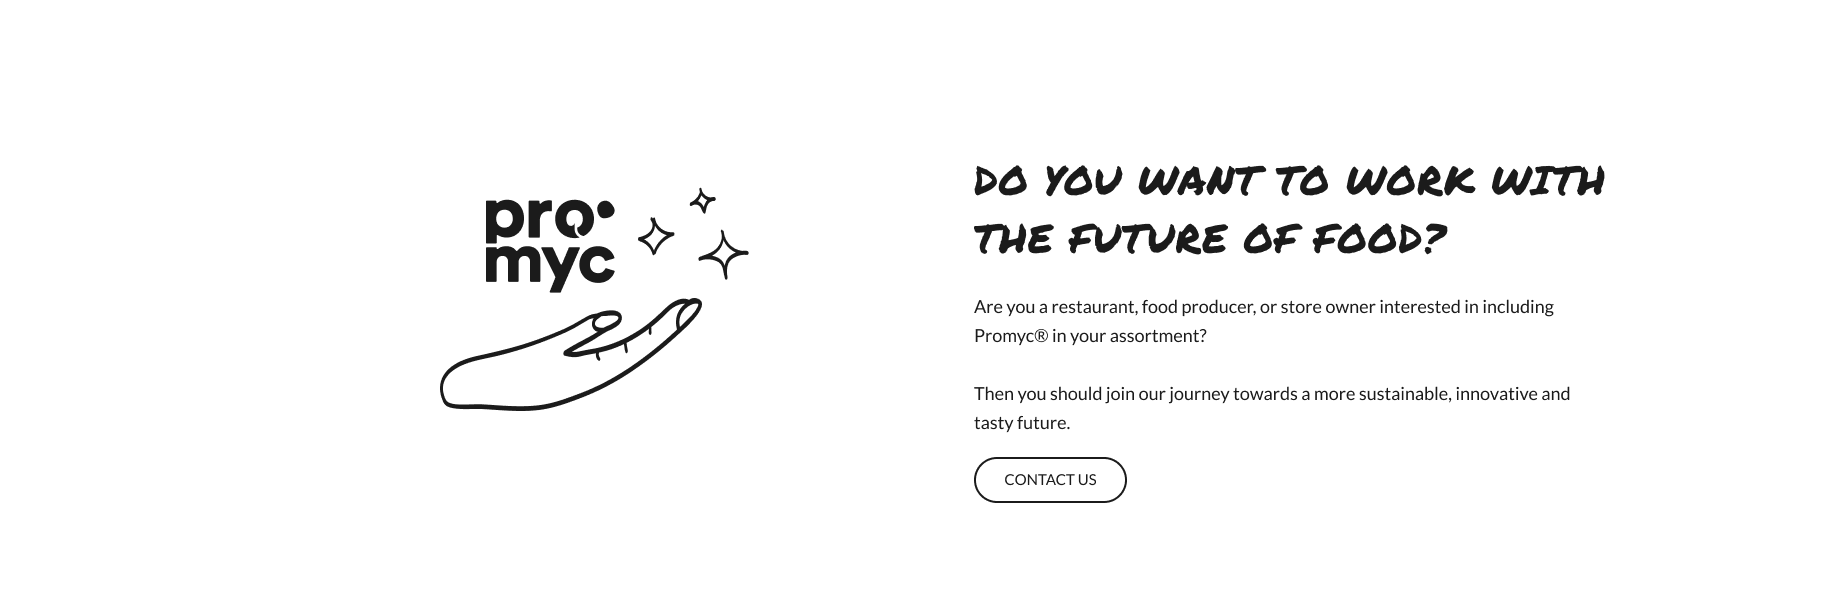 pro
myc
DO YOU WANT TO WORK WITH
THE FUTURE OF FOOD?
Are you a restaurant, food producer, or store owner interested in including
Promyc® in your assortment?
Then you should join our journey towards a more sustainable, innovative and
tasty future.
CONTACT US